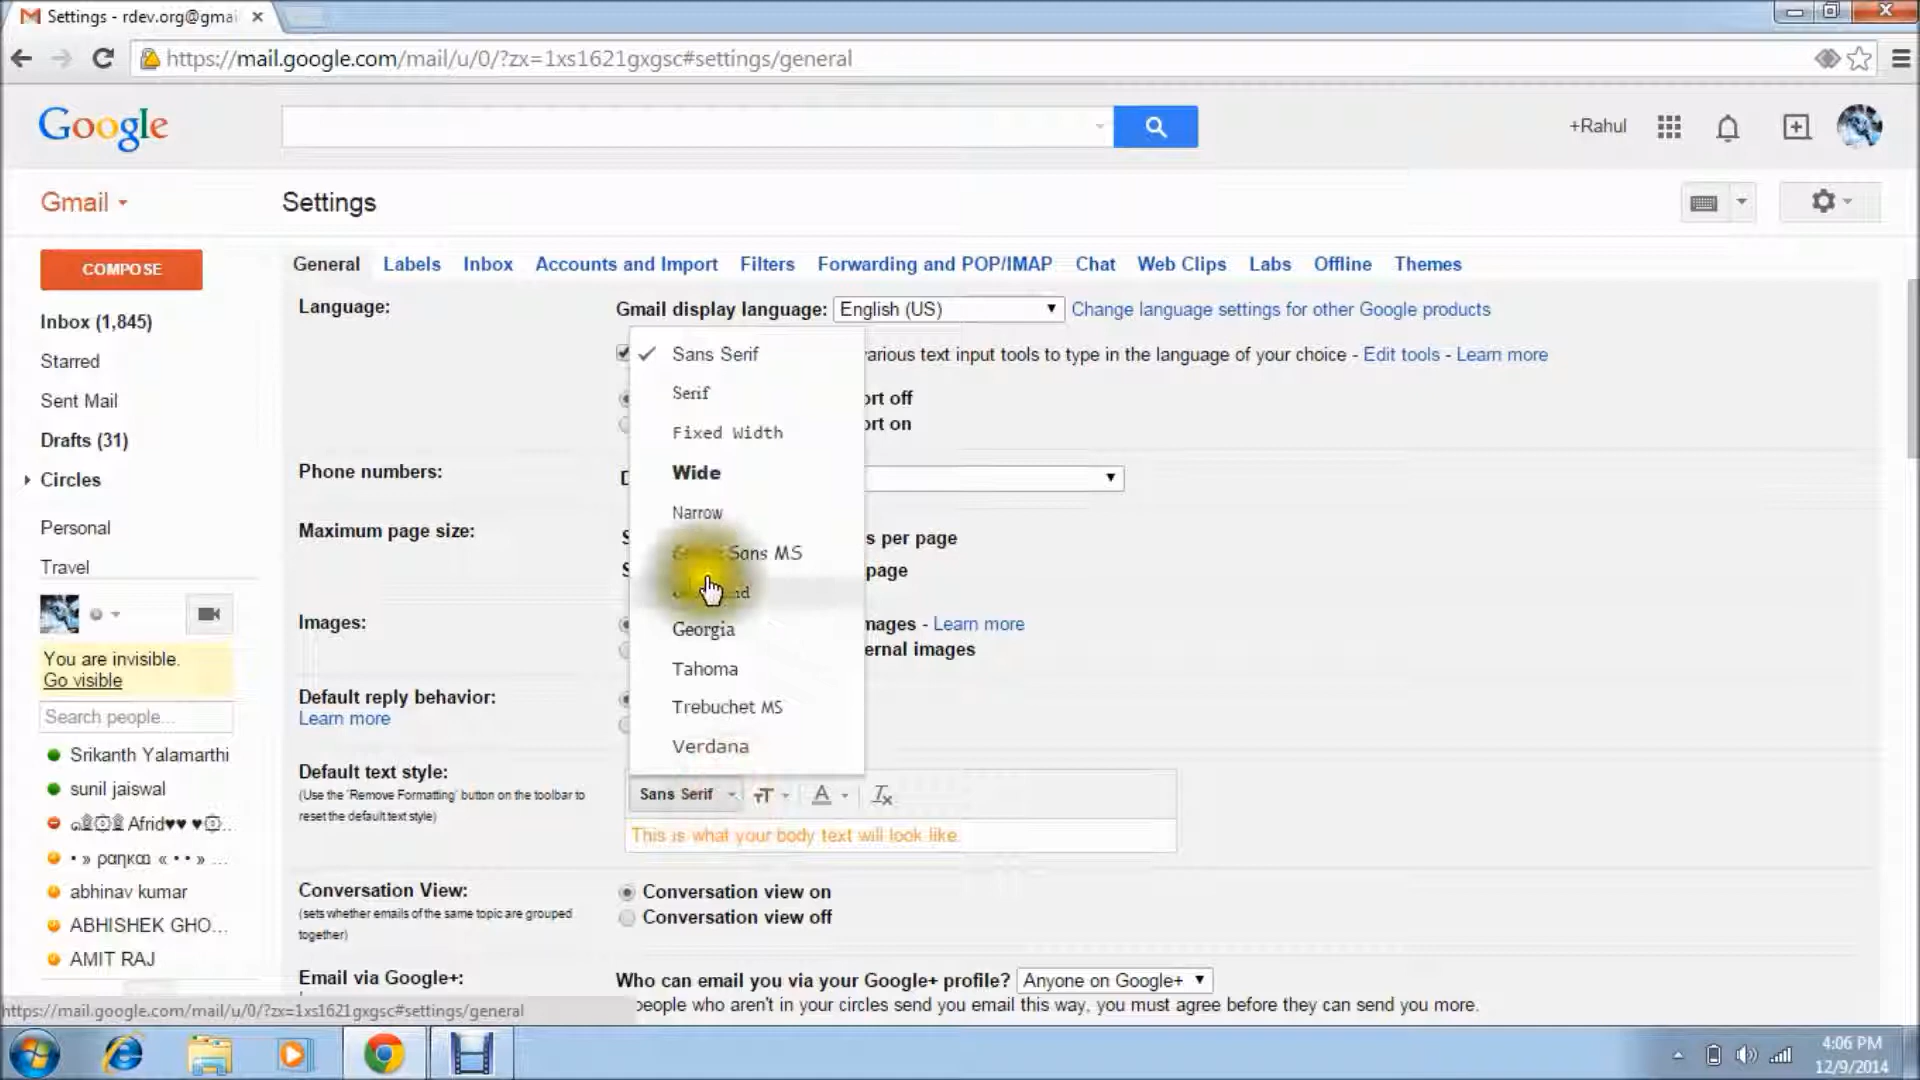 Settings - rdev.org@gmai
https://mail.google.com/mail/u/0/?zx=1xs1621gxgsc#settings/general
Google
+Rahul
Gmail
Settings
COMPOSE
General Labels Inbox Accounts and Import Filters Forwarding and POP/IMAP Chat Web Clips Labs Offline Themes
Inbox (1,845)
Starred
Sent Mail
Drafts (31)
Circles
Personal
Travel
You are invisible.
Go visible
Search people...
Srikanth Yalamarthi
sunil jaiswal
Afrid♥♥ ♥
abhinav kumar
ABHISHEK GHO...
AMIT RAJ
Language:
Gmail display language: English (US) Change language settings for other Google products
various text input tools to type in the language of your choice - Edit tools - Learn more
ort off
ort on
Phone numbers:
Maximum page size:
s per page
page
Images:
mages - Learn more
ernal images
Default reply behavior:
Learn more
Sans Serif
Serif
Fixed Width
Wide
Narrow
Sans MS
Georgia
Tahoma
Trebuchet MS
Verdana
Default text style:
(Use the 'Remove Formatting' button on the toolbar to
reset the default text style)
Sans Serif
This is what your body text will look like.
Conversation View:
(sets whether emails of the same topic are grouped
together)
Conversation view on
Conversation view off
Email via Google+:
Who can email you via your Google+ profile? Anyone on Google+
people who aren't in your circles send you email this way, you must agree before they can send you more.
https://mail.google.com/mail/u/0/?zx=1xs1621gxgsc#settings/general
4:06 PM
12/9/2014